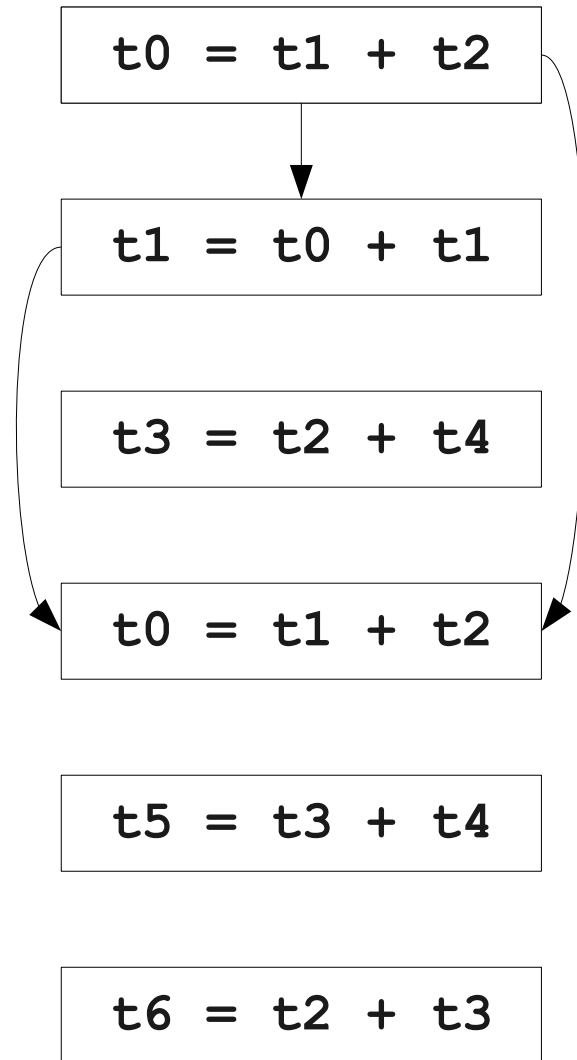 t0 = t1 + t2
t1 = t0 + t1
t3 = t2 + t4
t0 = t1 + t2
t5 = t3 + t4
t6 = t2 + t3